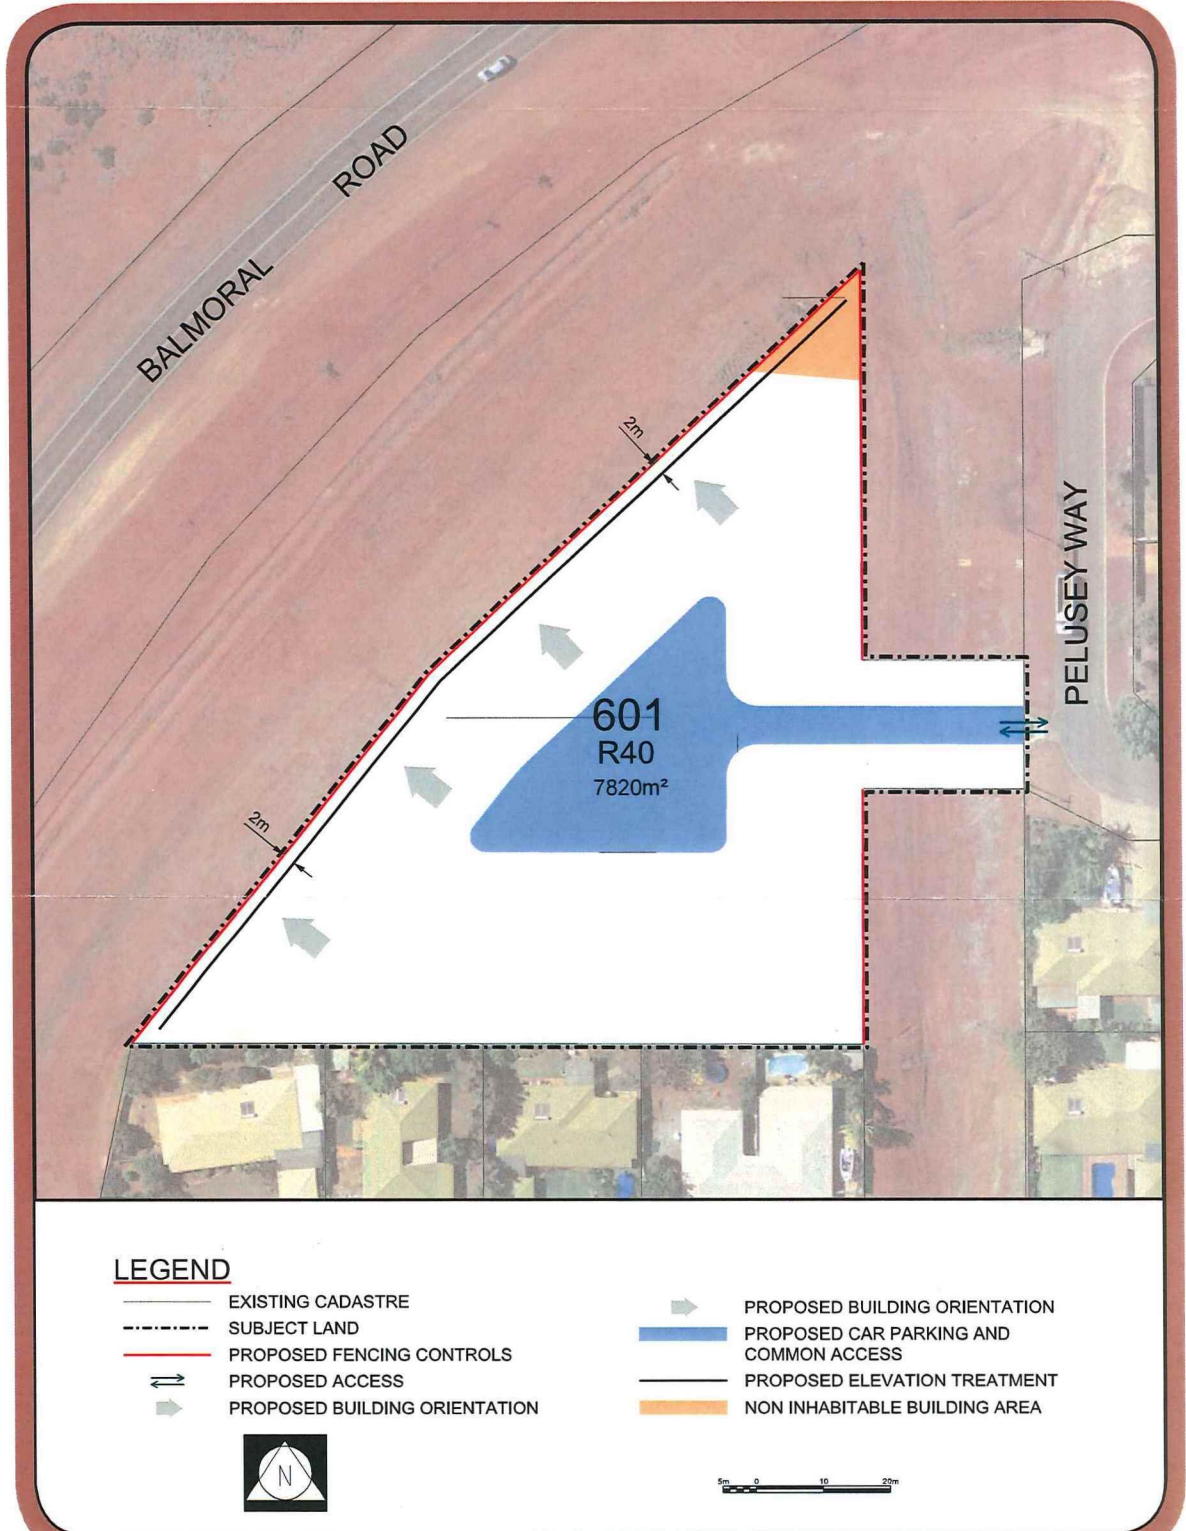 BALMORAL ROAD
2m
PELUSEY WAY
601
R40
7820m²
2m
LEGEND
EXISTING CADASTRE
SUBJECT LAND
PROPOSED FENCING CONTROLS
PROPOSED ACCESS
PROPOSED BUILDING ORIENTATION
PROPOSED BUILDING ORIENTATION
PROPOSED CAR PARKING AND
COMMON ACCESS
PROPOSED ELEVATION TREATMENT
NON INHABITABLE BUILDING AREA
N
5m 0 10 20m